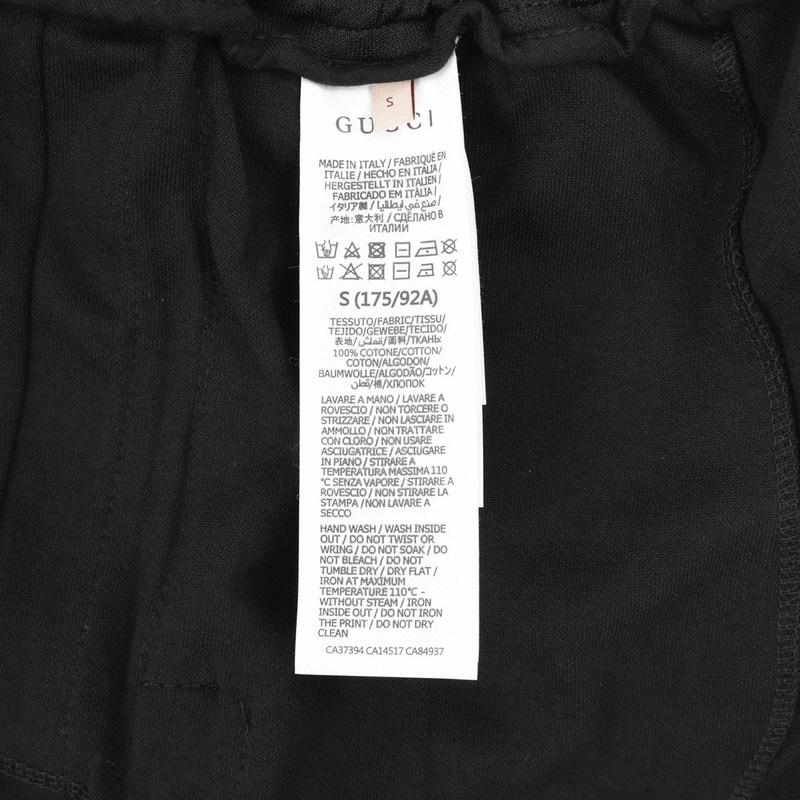 S
GUCCI
MADE IN ITALY / FABRIQUÉ EN
ITALIE / HECHO EN ITALIA /
HERGESTELLT IN ITALIEN /
FABRICADO EM ITÁLIA /
イタリア製 / صنع في إيطاليا /
产地: 意大利 / СДЕЛАНО В
ИТАЛИИ
S (175/92A)
TESSUTO/FABRIC/TISSU/
TEJIDO/GEWEBE/TECIDO/
表地/قماش/面料/ТКАНЬ:
100% COTONE/COTTON/
COTON/ALGODÓN/
BAUMWOLLE/ALGODÃO/コットン/
قطن/棉/ХЛОПОК
LAVARE A MANO / LAVARE A
ROVESCIO / NON TORCERE O
STRIZZARE / NON LASCIARE IN
AMMOLLO / NON TRATTARE
CON CLORO / NON USARE
ASCIUGATRICE / ASCIUGARE
IN PIANO / STIRARE A
TEMPERATURA MASSIMA 110
°C SENZA VAPORE / STIRARE A
ROVESCIO / NON STIRARE LA
STAMPA /NON LAVARE A
SECCO
HAND WASH / WASH INSIDE
OUT / DO NOT TWIST OR
WRING / DO NOT SOAK / DO
NOT BLEACH / DO NOT
TUMBLE DRY / DRY FLAT /
IRON AT MAXIMUM
TEMPERATURE 110°C -
WITHOUT STEAM / IRON
INSIDE OUT / DO NOT IRON
THE PRINT / DO NOT DRY
CLEAN
CA37394 CA14517 CA84937